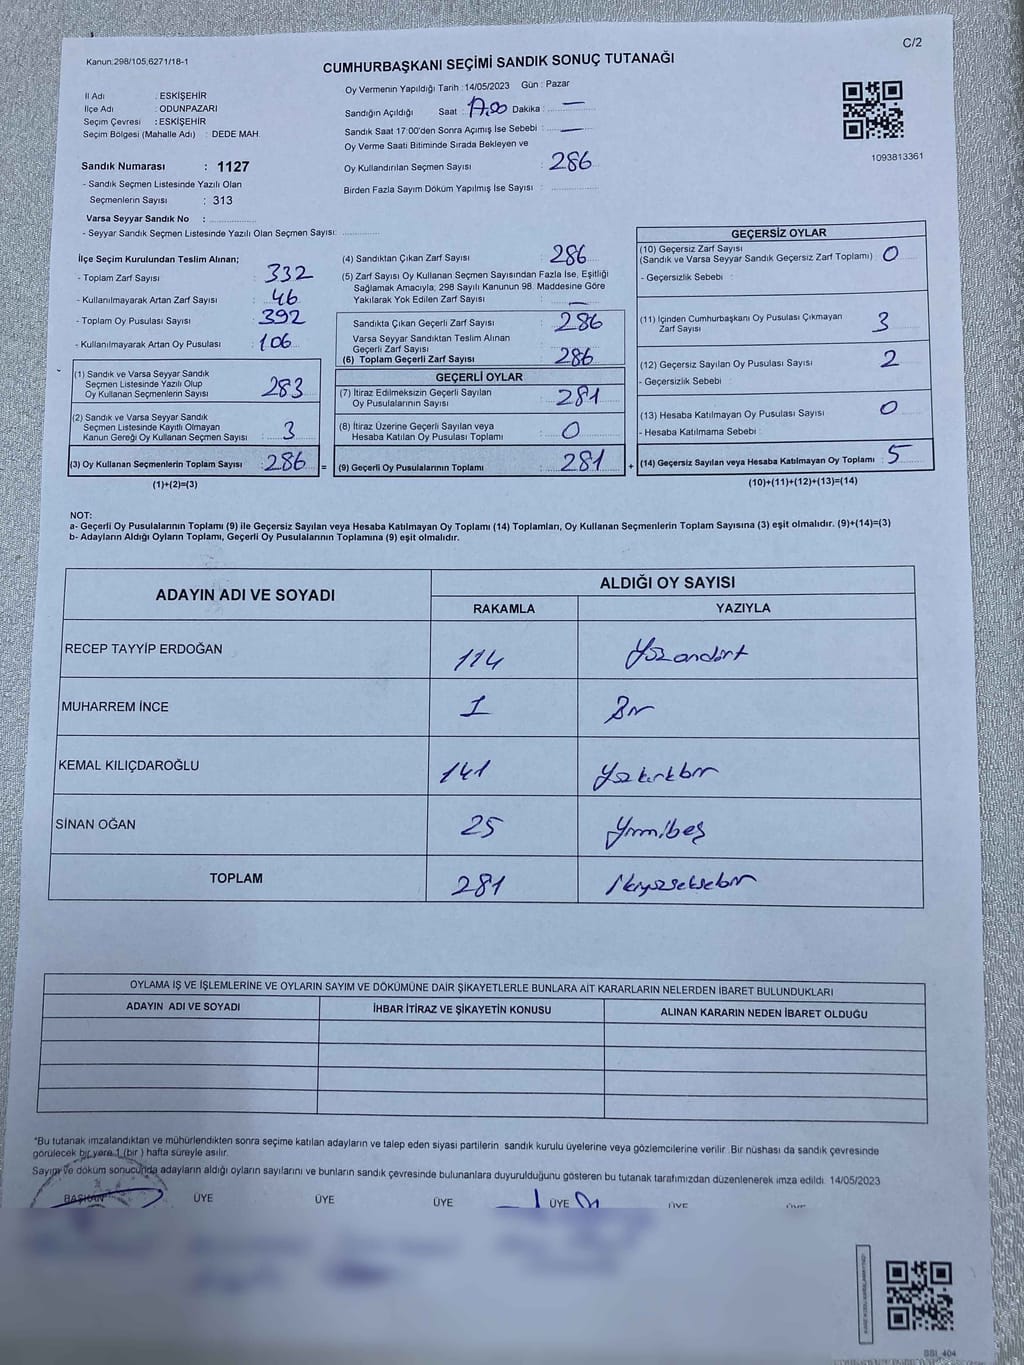 C/2
Kanun:298/105,6271/18-1
CUMHURBAŞKANI SEÇİMİ SANDIK SONUÇ TUTANAĞI
İl Adı : ESKİŞEHİR
İlçe Adı : ODUNPAZARI
Seçim Çevresi : ESKİŞEHİR
Seçim Bölgesi (Mahalle Adı) : DEDE MAH.
Sandık Numarası : 1127
- Sandık Seçmen Listesinde Yazılı Olan
Seçmenlerin Sayısı : 313
Varsa Seyyar Sandık No :
- Seyyar Sandık Seçmen Listesinde Yazılı Olan Seçmen Sayısı:
Oy Vermenin Yapıldığı Tarih :14/05/2023 Gün : Pazar
Sandığın Açıldığı Saat :17.00 Dakika : —
Sandık Saat 17:00'den Sonra Açımış İse Sebebi : —
Oy Verme Saati Bitiminde Sırada Bekleyen ve
Oy Kullandırılan Seçmen Sayısı : 286
Birden Fazla Sayım Döküm Yapılmış İse Sayısı :
1093813361
İlçe Seçim Kurulundan Teslim Alınan;
- Toplam Zarf Sayısı : 332
- Kullanılmayarak Artan Zarf Sayısı : 46
- Toplam Oy Pusulası Sayısı : 392
- Kullanılmayarak Artan Oy Pusulası : 106
(1) Sandık ve Varsa Seyyar Sandık
Seçmen Listesinde Yazılı Olup
Oy Kullanan Seçmenlerin Sayısı : 283
(2) Sandık ve Varsa Seyyar Sandık
Seçmen Listesinde Kayıtlı Olmayan
Kanun Gereği Oy Kullanan Seçmen Sayısı : 3
(3) Oy Kullanan Seçmenlerin Toplam Sayısı : 286 =
(1)+(2)=(3)
(4) Sandıktan Çıkan Zarf Sayısı : 286
(5) Zarf Sayısı Oy Kullanan Seçmen Sayısından Fazla İse, Eşitliği
Sağlamak Amacıyla; 298 Sayılı Kanunun 98. Maddesine Göre
Yakılarak Yok Edilen Zarf Sayısı : —
Sandıkta Çıkan Geçerli Zarf Sayısı : 286
Varsa Seyyar Sandıktan Teslim Alınan
Geçerli Zarf Sayısı :
(6) Toplam Geçerli Zarf Sayısı : 286
GEÇERLİ OYLAR
(7) İtiraz Edilmeksizin Geçerli Sayılan
Oy Pusulalarının Sayısı : 281
(8) İtiraz Üzerine Geçerli Sayılan veya
Hesaba Katılan Oy Pusulası Toplamı : 0
(9) Geçerli Oy Pusulalarının Toplamı : 281 +
GEÇERSİZ OYLAR
(10) Geçersiz Zarf Sayısı
(Sandık ve Varsa Seyyar Sandık Geçersiz Zarf Toplamı) : 0
- Geçersizlik Sebebi :
(11) İçinden Cumhurbaşkanı Oy Pusulası Çıkmayan
Zarf Sayısı : 3
(12) Geçersiz Sayılan Oy Pusulası Sayısı : 2
- Geçersizlik Sebebi :
(13) Hesaba Katılmayan Oy Pusulası Sayısı : 0
- Hesaba Katılmama Sebebi :
(14) Geçersiz Sayılan veya Hesaba Katılmayan Oy Toplamı : 5
(10)+(11)+(12)+(13)=(14)
NOT:
a- Geçerli Oy Pusulalarının Toplamı (9) ile Geçersiz Sayılan veya Hesaba Katılmayan Oy Toplamı (14) Toplamları, Oy Kullanan Seçmenlerin Toplam Sayısına (3) eşit olmalıdır. (9)+(14)=(3)
b- Adayların Aldığı Oyların Toplamı, Geçerli Oy Pusulalarının Toplamına (9) eşit olmalıdır.
ADAYIN ADI VE SOYADI ALDIĞI OY SAYISI
RAKAMLA YAZIYLA
RECEP TAYYİP ERDOĞAN 114 Yüzondört
MUHARREM İNCE 1 Bir
KEMAL KILIÇDAROĞLU 141 Yüzkırkbir
SİNAN OĞAN 25 Yirmibeş
TOPLAM 281 İkiyüzseksebir
OYLAMA İŞ VE İŞLEMLERİNE VE OYLARIN SAYIM VE DÖKÜMÜNE DAİR ŞİKAYETLERLE BUNLARA AİT KARARLARIN NELERDEN İBARET BULUNDUKLARI
ADAYIN ADI VE SOYADI İHBAR İTİRAZ VE ŞİKAYETİN KONUSU ALINAN KARARIN NEDEN İBARET OLDUĞU
*Bu tutanak imzalandıktan ve mühürlendikten sonra seçime katılan adayların ve talep eden siyasi partilerin sandık kurulu üyelerine veya gözlemcilerine verilir. Bir nüshası da sandık çevresinde
görülecek bir yere 1 (bir ) hafta süreyle asılır.
Sayım ve döküm sonucunda adayların aldığı oyların sayılarını ve bunların sandık çevresinde bulunanlara duyurulduğunu gösteren bu tutanak tarafımızdan düzenlenerek imza edildi. 14/05/2023
BAŞKAN ÜYE ÜYE ÜYE ÜYE ÜYE ÜYE
SSI_404